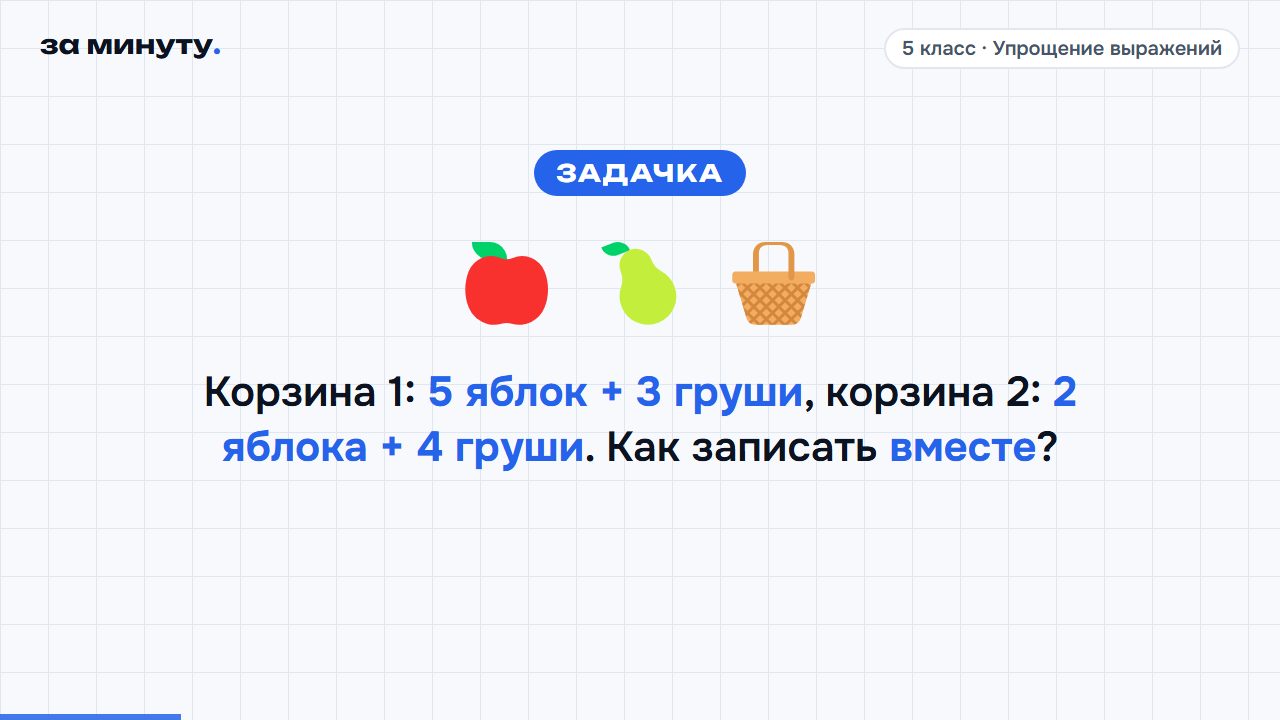 за минуту.
5 класс · Упрощение выражений
ЗАДАЧКА
Корзина 1: 5 яблок + 3 груши, корзина 2: 2
яблока + 4 груши. Как записать вместе?